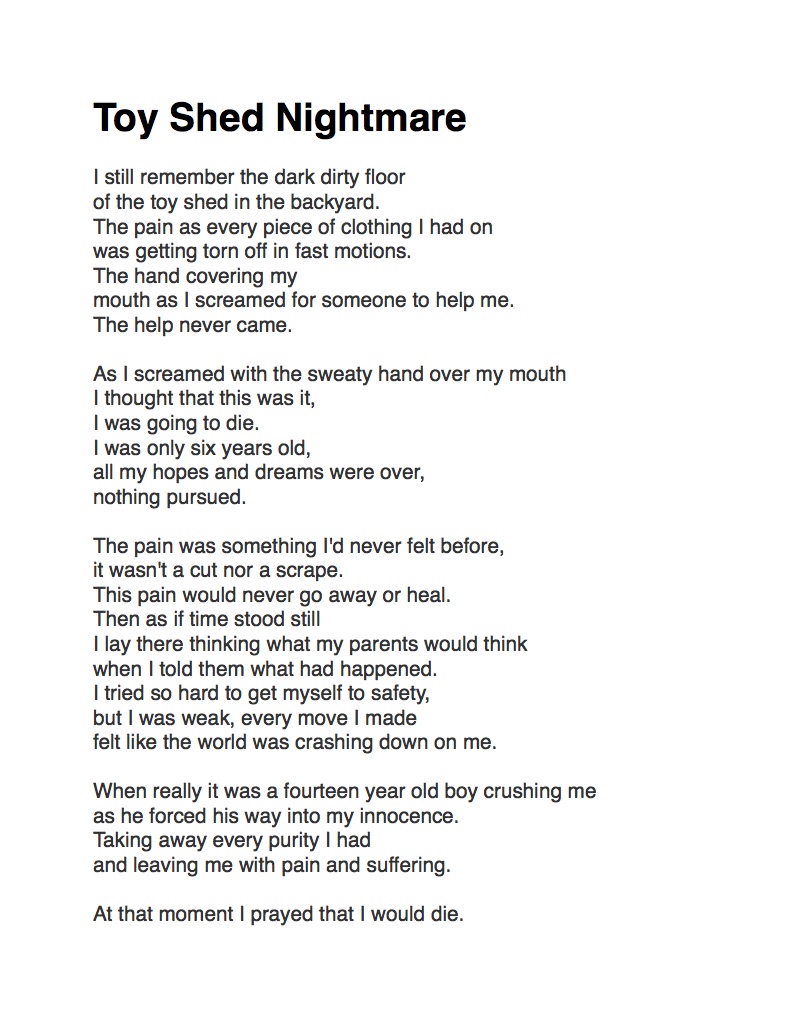 Toy Shed Nightmare
I still remember the dark dirty floor
of the toy shed in the backyard.
The pain as every piece of clothing I had on
was getting torn off in fast motions.
The hand covering my
mouth as I screamed for someone to help me.
The help never came.
As I screamed with the sweaty hand over my mouth
I thought that this was it,
I was going to die.
I was only six years old,
all my hopes and dreams were over,
nothing pursued.
The pain was something I'd never felt before,
it wasn't a cut nor a scrape.
This pain would never go away or heal.
Then as if time stood still
I lay there thinking what my parents would think
when I told them what had happened.
I tried so hard to get myself to safety,
but I was weak, every move I made
felt like the world was crashing down on me.
When really it was a fourteen year old boy crushing me
as he forced his way into my innocence.
Taking away every purity I had
and leaving me with pain and suffering.
At that moment I prayed that I would die.